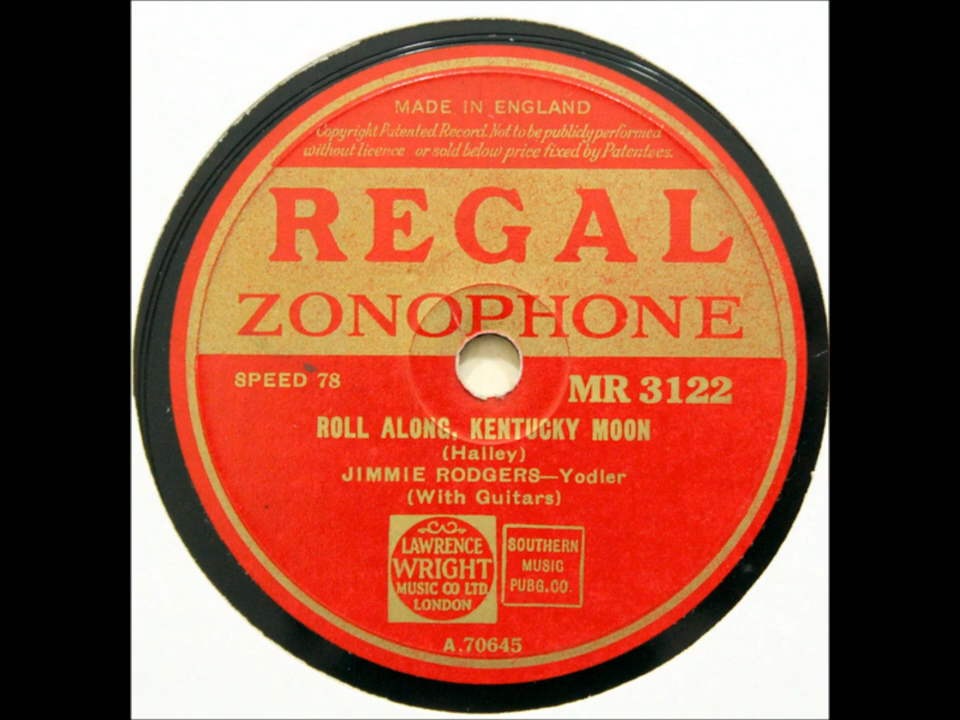 MADE IN ENGLAND
Copyright Patented Record. Not to be publicly performed
without licence or sold below price fixed by Patentees.
REGAL
ZONOPHONE
SPEED 78
MR 3122
ROLL ALONG, KENTUCKY MOON
(Halley)
JIMMIE RODGERS—Yodler
(With Guitars)
LAWRENCE
WRIGHT
MUSIC CO LTD
LONDON
SOUTHERN
MUSIC
PUBG.CO.
A.70645